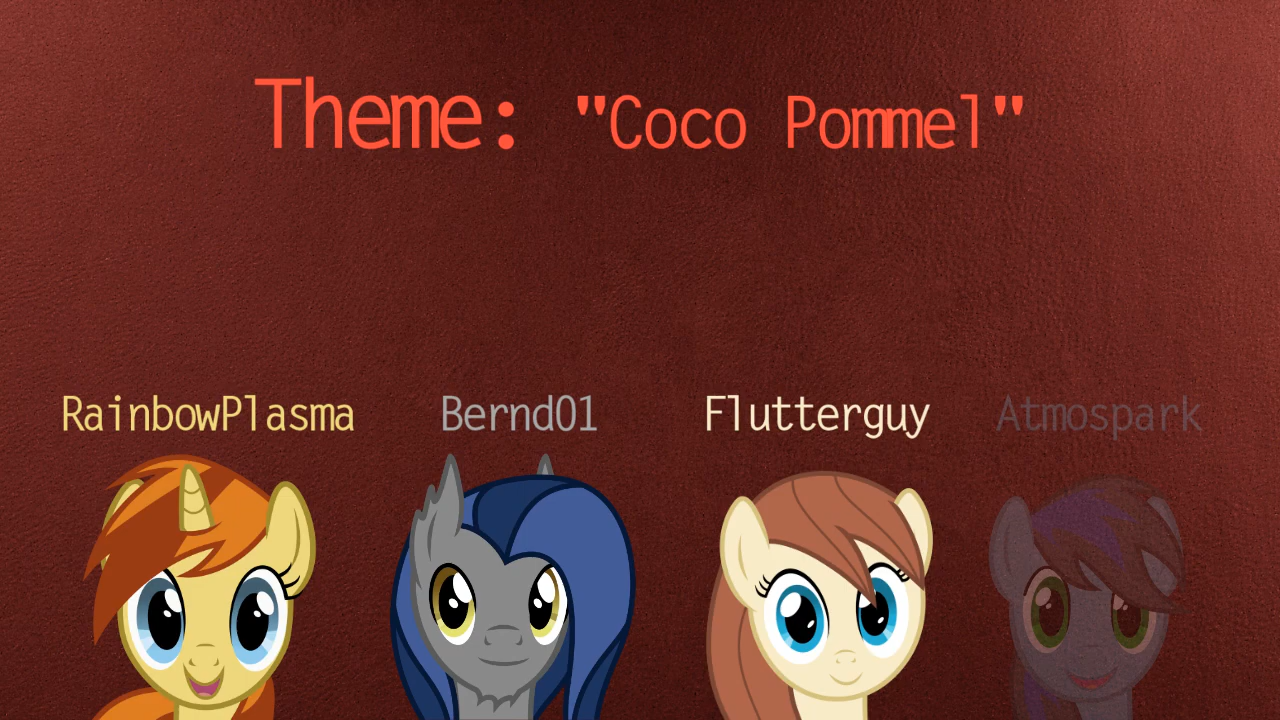 Theme: "Coco Pommel"
RainbowPlasma Bernd01 Flutterguy Atmospark